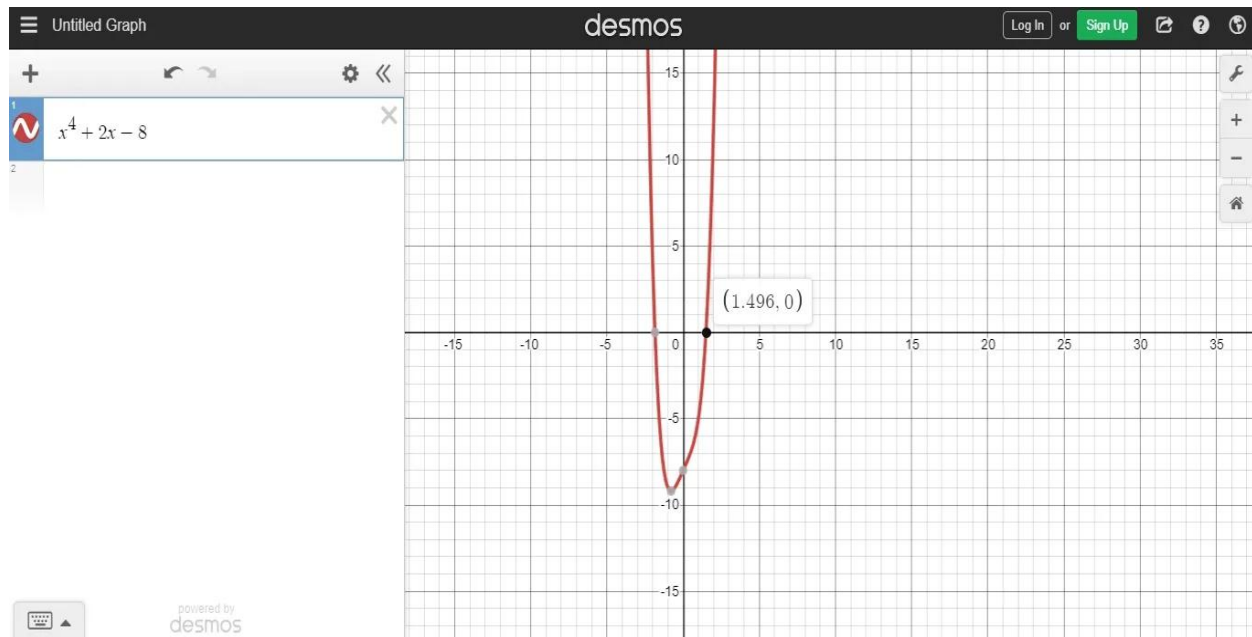 Untitled Graph
desmos
Log In or Sign Up
1
x^4 + 2x − 8
2
15
10
5
(1.496, 0)
-15 -10 -5 0 5 10 15 20 25 30 35
-5
-10
-15
powered by
desmos